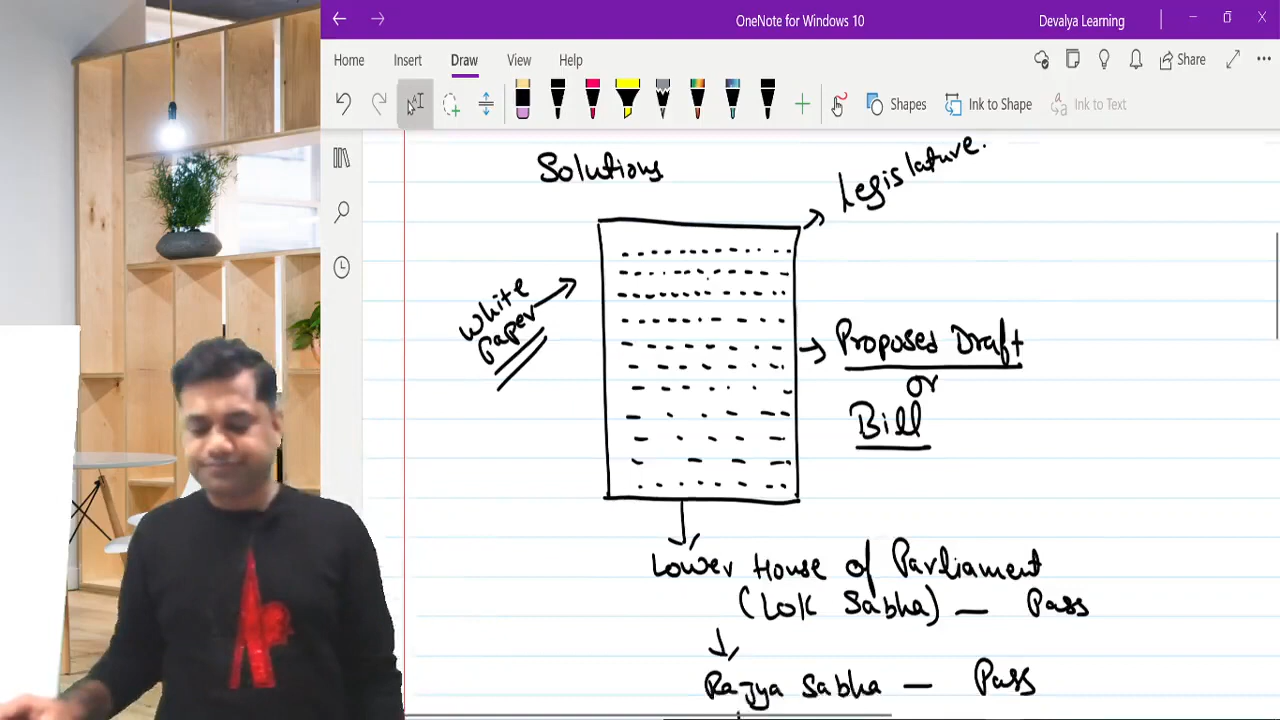 OneNote for Windows 10
Devalya Learning
Home
Insert
Draw
View
Help
Share
Shapes
Ink to Shape
Ink to Text
Solutions
Legislature.
White
Paper
Proposed Draft
or
Bill
Lower House of Parliament
(Lok Sabha) — Pass
Rajya Sabha — Pass